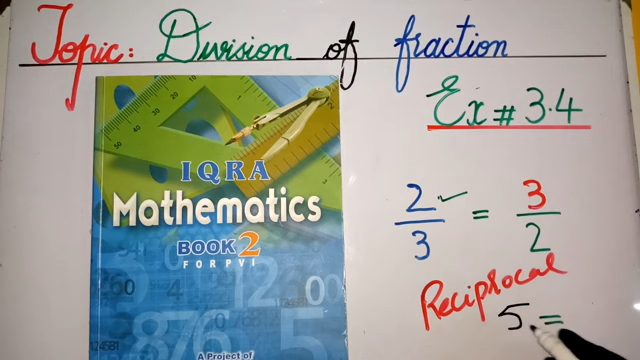 Topic: Division of fraction
Ex # 3.4
IQRA
Mathematics
BOOK 2
FOR PVI
A Project of
2/3 = 3/2
Reciprocal
5 =